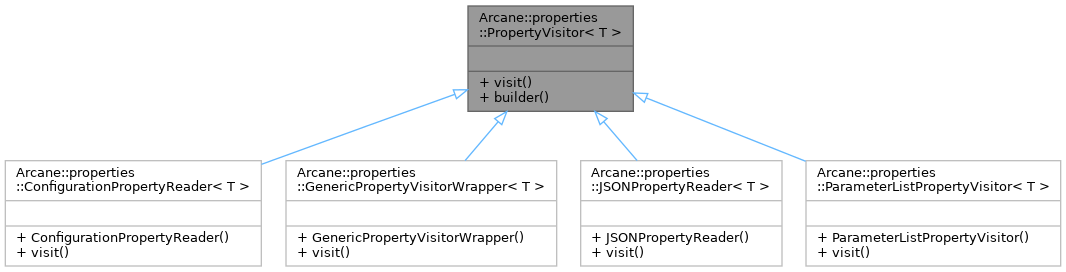 Arcane::properties
::PropertyVisitor< T >
+ visit()
+ builder()
Arcane::properties
::ConfigurationPropertyReader< T >
+ ConfigurationPropertyReader()
+ visit()
Arcane::properties
::GenericPropertyVisitorWrapper< T >
+ GenericPropertyVisitorWrapper()
+ visit()
Arcane::properties
::JSONPropertyReader< T >
+ JSONPropertyReader()
+ visit()
Arcane::properties
::ParameterListPropertyVisitor< T >
+ ParameterListPropertyVisitor()
+ visit()